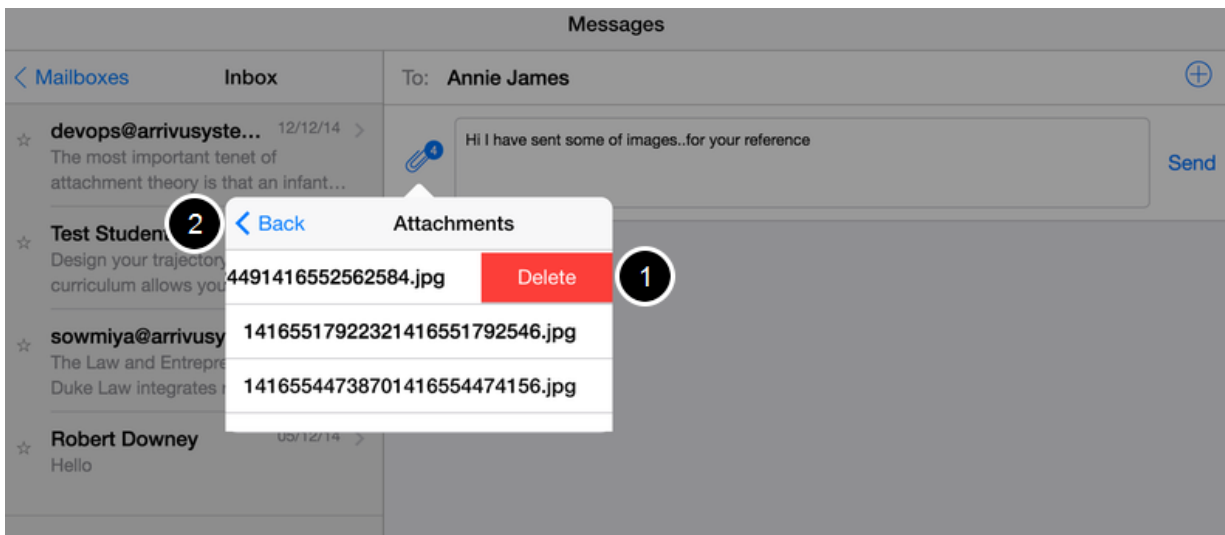 Messages
Mailboxes
Inbox
To: Annie James
devops@arrivusyste... 12/12/14
The most important tenet of
attachment theory is that an infant...
4
Hi I have sent some of images..for your reference
Send
2
Back
Attachments
Test Student
Design your trajectory
curriculum allows you
4491416552562584.jpg
Delete
1
14165517922321416551792546.jpg
sowmiya@arrivusy
The Law and Entrepre
Duke Law integrates
14165544738701416554474156.jpg
Robert Downey 05/12/14
Hello